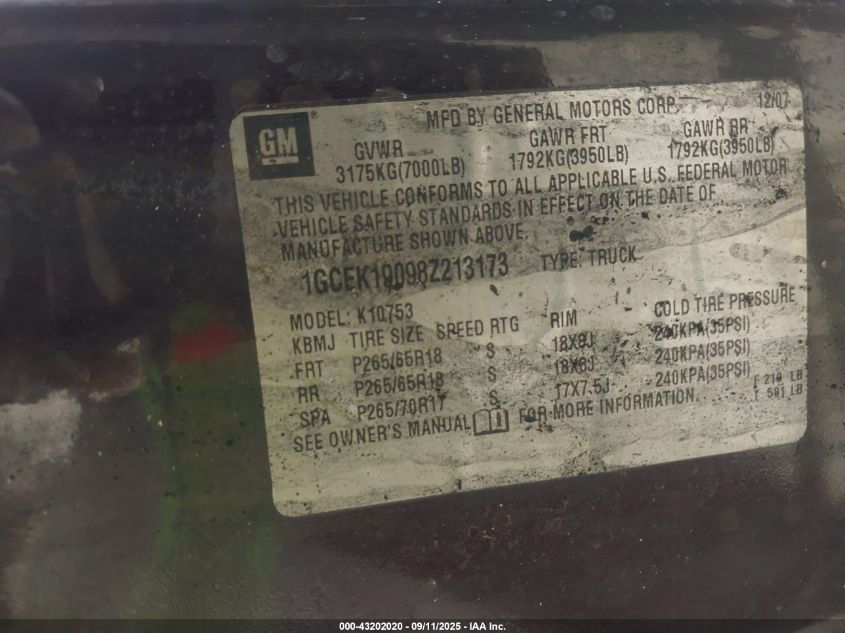 GM
MFD BY GENERAL MOTORS CORP. 12/07
GVWR GAWR FRT GAWR RR
3175KG(7000LB) 1792KG(3950LB) 1792KG(3950LB)
THIS VEHICLE CONFORMS TO ALL APPLICABLE U.S. FEDERAL MOTOR
VEHICLE SAFETY STANDARDS IN EFFECT ON THE DATE OF
MANUFACTURE SHOWN ABOVE.
1GCEK19098Z213173 TYPE: TRUCK
MODEL: K10753
KBMJ TIRE SIZE SPEED RTG RIM COLD TIRE PRESSURE
FRT P265/65R18 S 18X8J 240KPA(35PSI)
RR P265/65R18 S 18X8J 240KPA(35PSI)
SPA P265/70R17 S 17X7.5J 240KPA(35PSI)
SEE OWNER'S MANUAL FOR MORE INFORMATION.
F 210 LB
T 591 LB
000-43202020 - 09/11/2025 - IAA Inc.